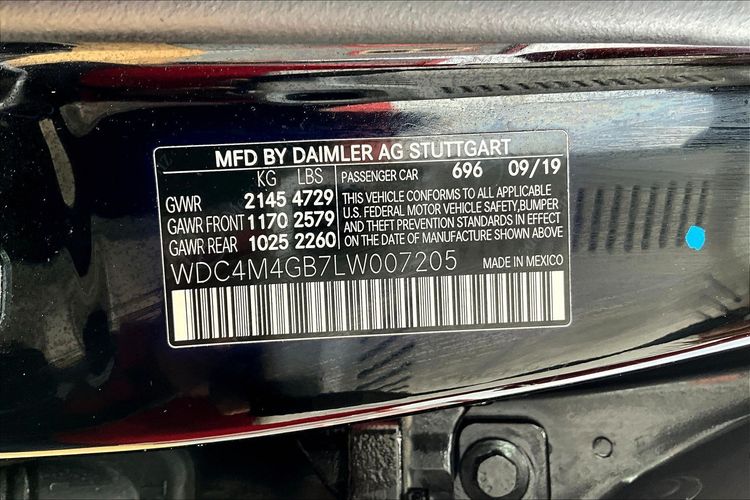 MFD BY DAIMLER AG STUTTGART
KG LBS PASSENGER CAR 696 09/19
GVWR 2145 4729
GAWR FRONT 1170 2579
GAWR REAR 1025 2260
THIS VEHICLE CONFORMS TO ALL APPLICABLE
U.S. FEDERAL MOTOR VEHICLE SAFETY,BUMPER
AND THEFT PREVENTION STANDARDS IN EFFECT
ON THE DATE OF MANUFACTURE SHOWN ABOVE.
WDC4M4GB7LW007205 MADE IN MEXICO